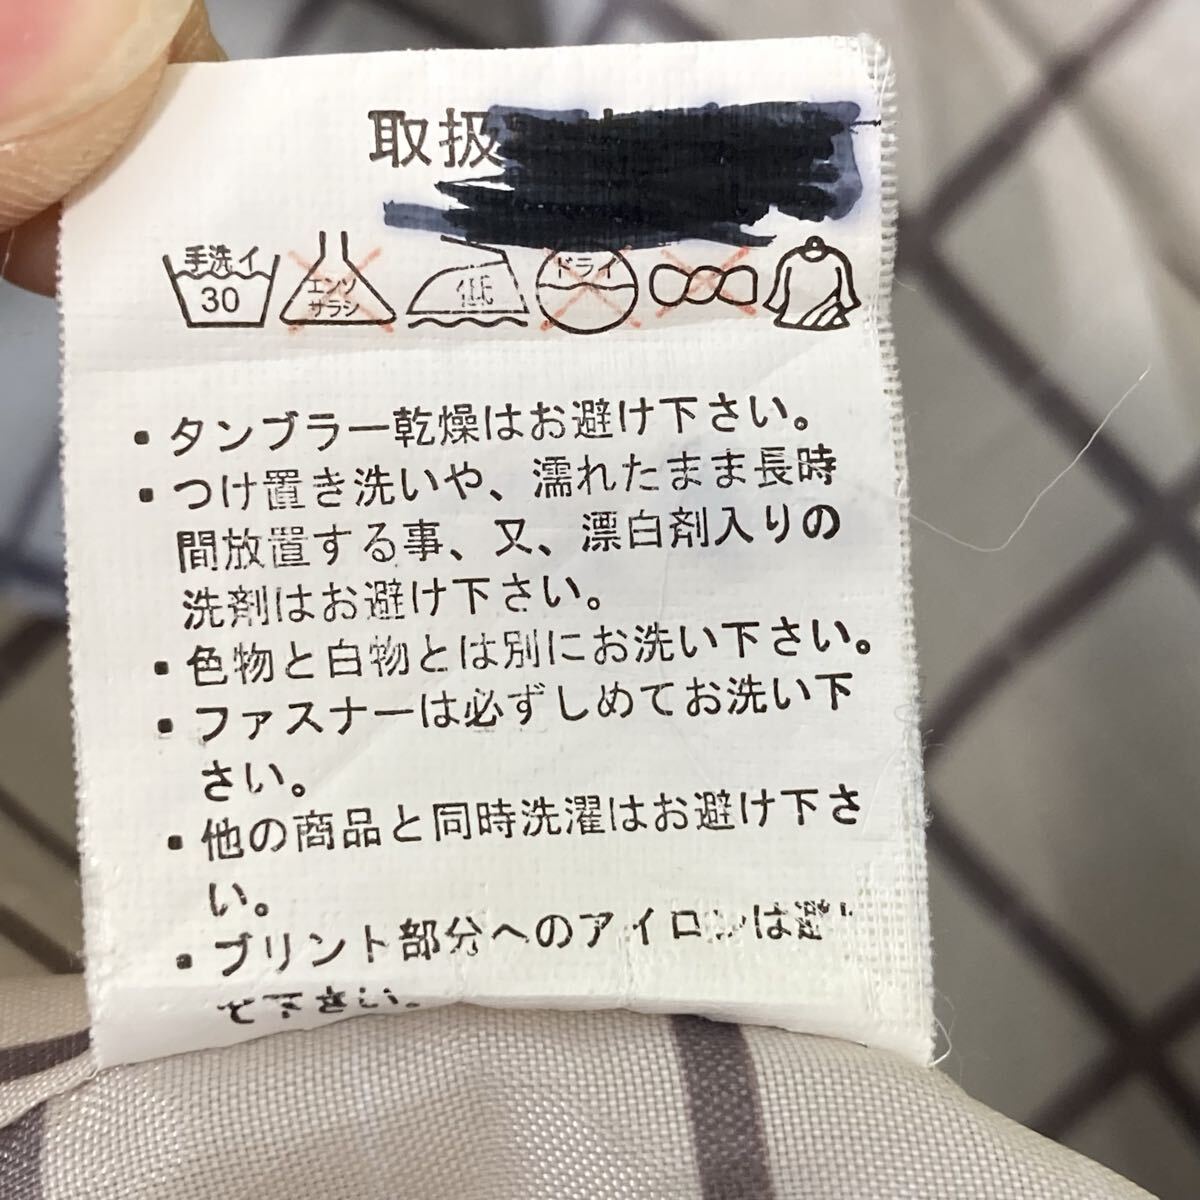 取扱
手洗イ
30
エンソ
サラシ
低
ドライ
・タンブラー乾燥はお避け下さい。
・つけ置き洗いや、濡れたまま長時
間放置する事、又、漂白剤入りの
洗剤はお避け下さい。
・色物と白物とは別にお洗い下さい。
・ファスナーは必ずしめてお洗い下
さい。
・他の商品と同時洗濯はお避け下さ
い。
・プリント部分へのアイロンは避け
て下さい。